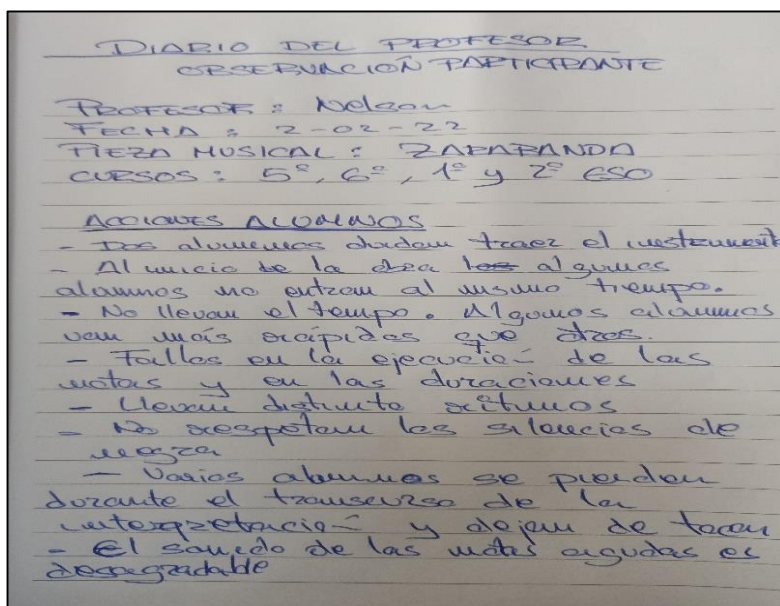 DIARIO DEL PROFESOR
OBSERVACIÓN PARTICIPANTE
PROFESOR : Nelson
FECHA : 2-02-22
PIEZA MUSICAL : ZARABANDA
CURSOS : 5º, 6º, 1º y 2º ESO
ACCIONES ALUMNOS
- Dos alumnos olvidan traer el instrument
- Al inicio de la obra los algunos
alumnos no entran al mismo tiempo.
- No llevan el tempo. Algunos alumnos
van más rápidos que otros.
- Fallos en la ejecución de las
notas y en las duraciones
- Llevan distinto ritmos
- No respetan los silencios de
negra
- Varios alumnos se pierden
durante el transcurso de la
interpretación y dejan de tocar
- El sonido de las notas agudas es
desagradable